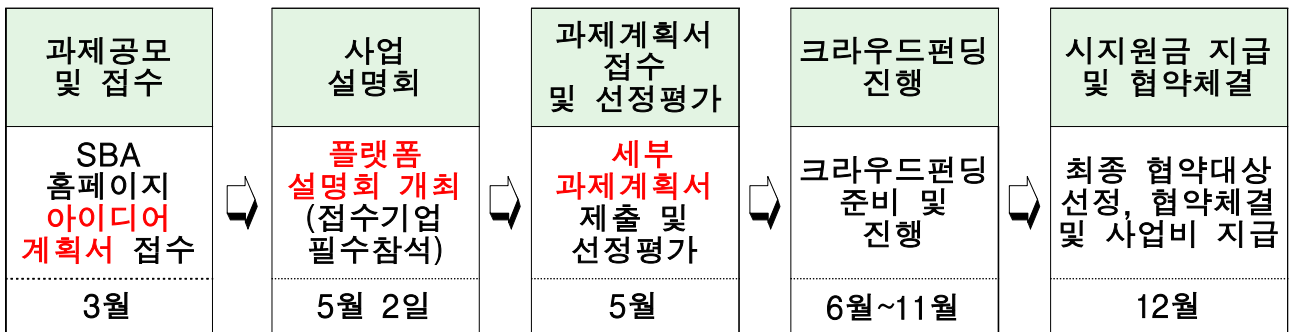 과제공모
및 접수
SBA
홈페이지
아이디어
계획서 접수
3월
사업
설명회
플랫폼
설명회 개최
(접수기업
필수참석)
5월 2일
과제계획서
접수
및 선정평가
세부
과제계획서
제출 및
선정평가
5월
크라우드펀딩
진행
크라우드펀딩
준비 및
진행
6월~11월
시지원금 지급
및 협약체결
최종 협약대상
선정, 협약체결
및 사업비 지급
12월